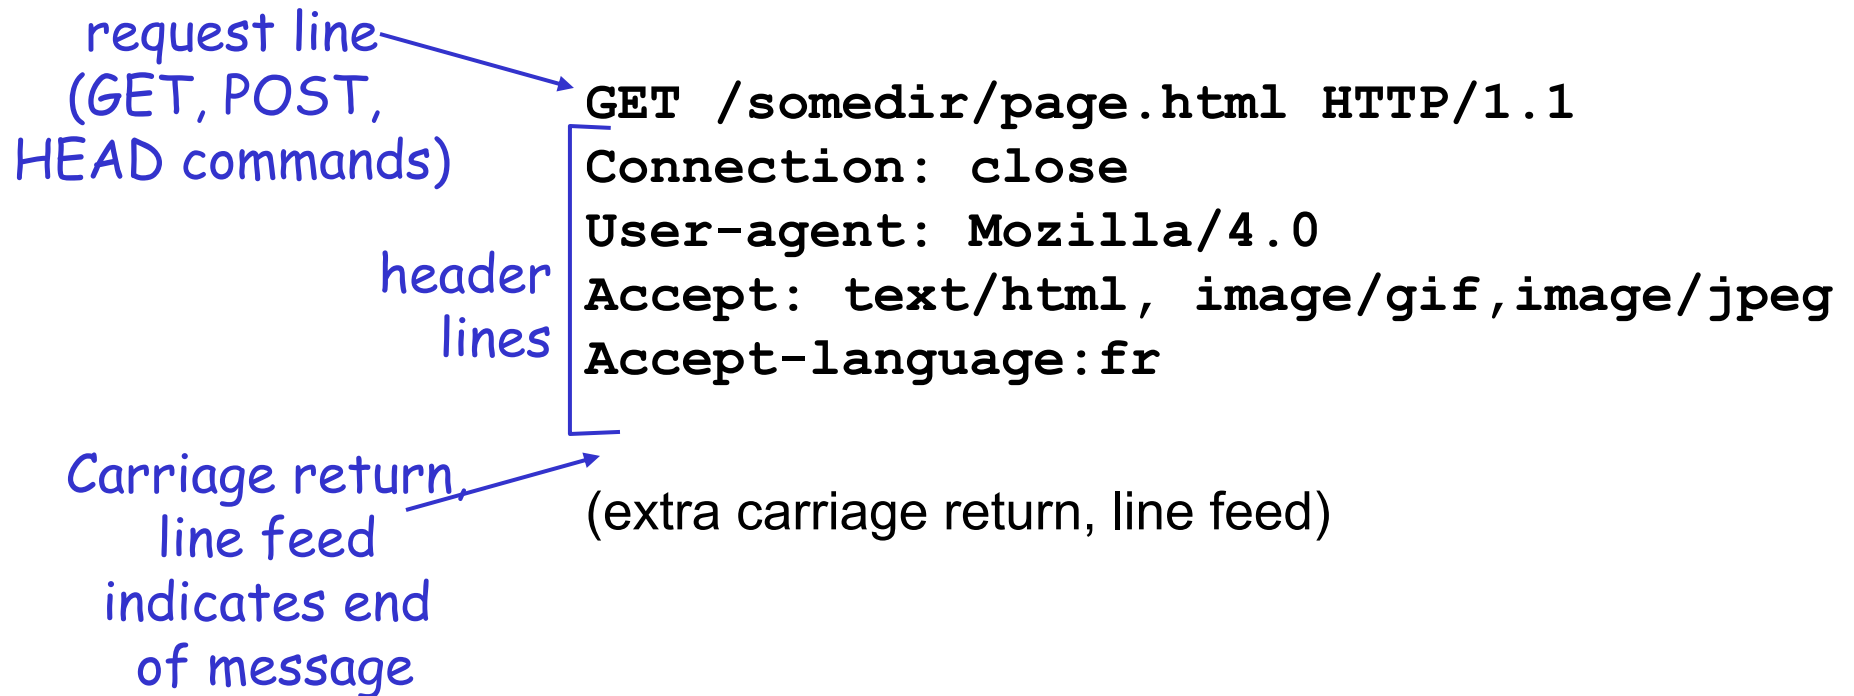 request line
(GET, POST,
HEAD commands)
GET /somedir/page.html HTTP/1.1
Connection: close
User-agent: Mozilla/4.0
Accept: text/html, image/gif,image/jpeg
Accept-language:fr
header
lines
Carriage return,
line feed
indicates end
of message
(extra carriage return, line feed)